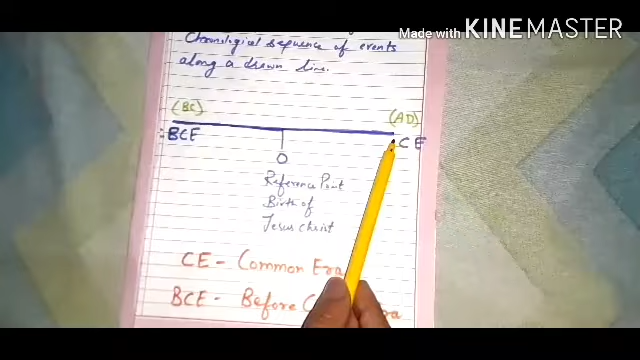 Made with KINEMASTER
Chronological sequence of events
along a drawn line.
(BC) (AD)
BCE CE
0
Reference Point
Birth of
Jesus christ
CE - Common Era
BCE - Before